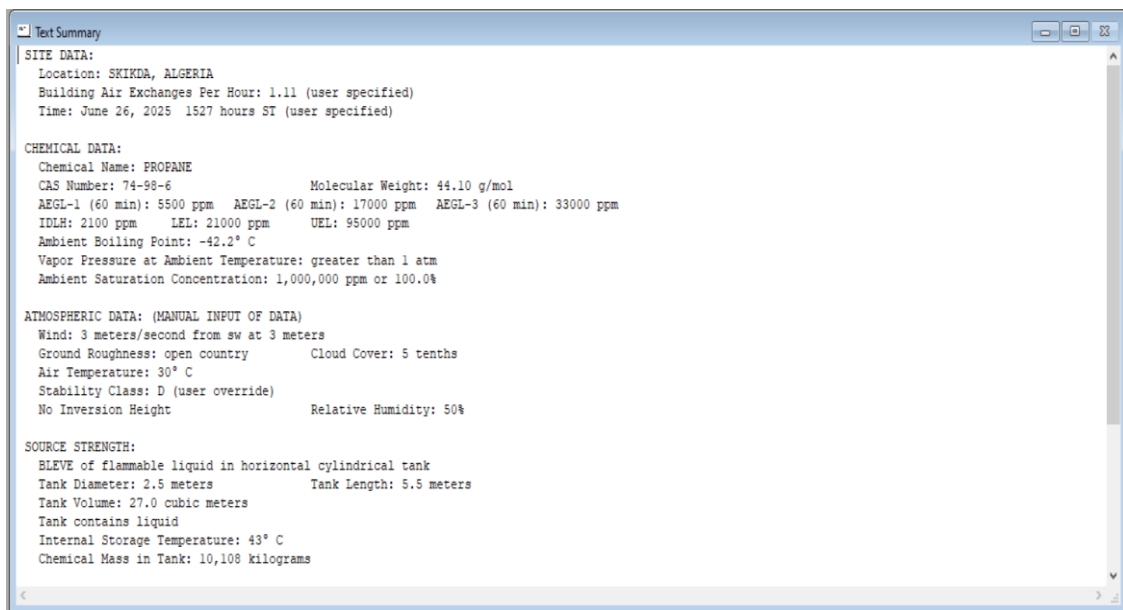 Text Summary
SITE DATA:
Location: SKIKDA, ALGERIA
Building Air Exchanges Per Hour: 1.11 (user specified)
Time: June 26, 2025 1527 hours ST (user specified)
CHEMICAL DATA:
Chemical Name: PROPANE
CAS Number: 74-98-6 Molecular Weight: 44.10 g/mol
AEGL-1 (60 min): 5500 ppm AEGL-2 (60 min): 17000 ppm AEGL-3 (60 min): 33000 ppm
IDLH: 2100 ppm LEL: 21000 ppm UEL: 95000 ppm
Ambient Boiling Point: -42.2° C
Vapor Pressure at Ambient Temperature: greater than 1 atm
Ambient Saturation Concentration: 1,000,000 ppm or 100.0%
ATMOSPHERIC DATA: (MANUAL INPUT OF DATA)
Wind: 3 meters/second from sw at 3 meters
Ground Roughness: open country Cloud Cover: 5 tenths
Air Temperature: 30° C
Stability Class: D (user override)
No Inversion Height Relative Humidity: 50%
SOURCE STRENGTH:
BLEVE of flammable liquid in horizontal cylindrical tank
Tank Diameter: 2.5 meters Tank Length: 5.5 meters
Tank Volume: 27.0 cubic meters
Tank contains liquid
Internal Storage Temperature: 43° C
Chemical Mass in Tank: 10,108 kilograms